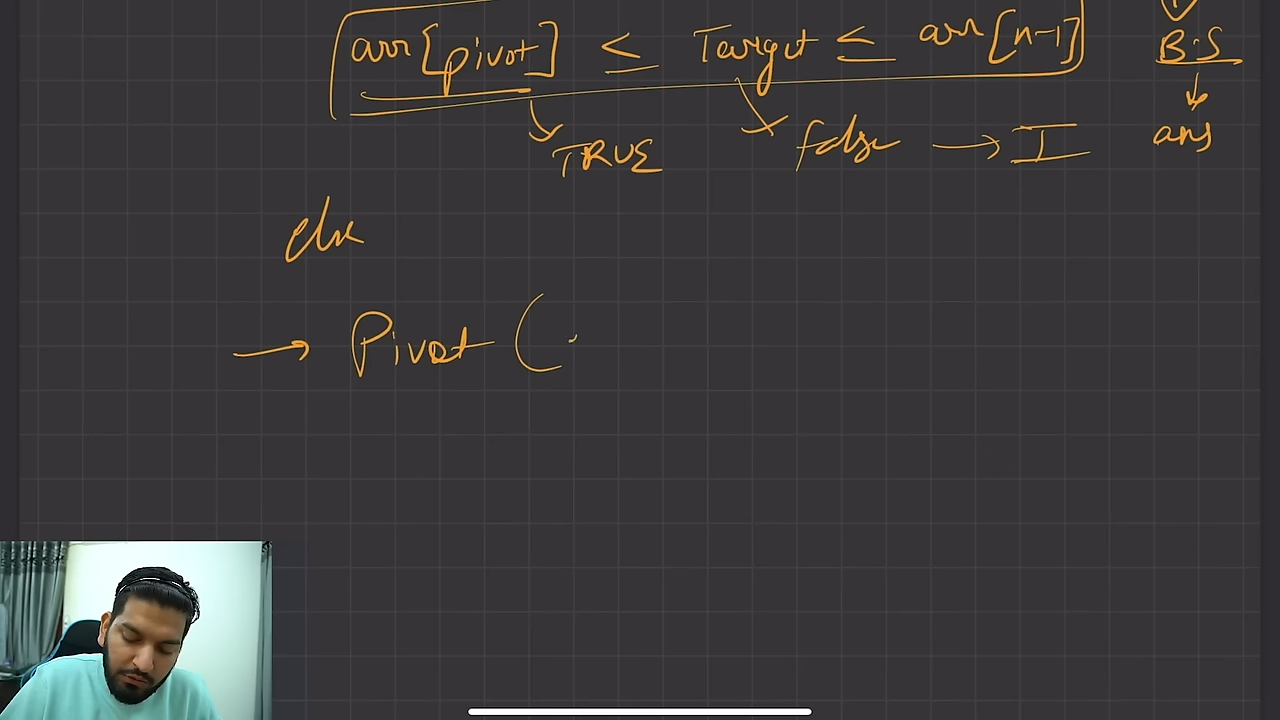 arr[pivot] ≤ Target ≤ arr[n-1]
B.S
TRUE
false → I
ans
else
→ Pivot (